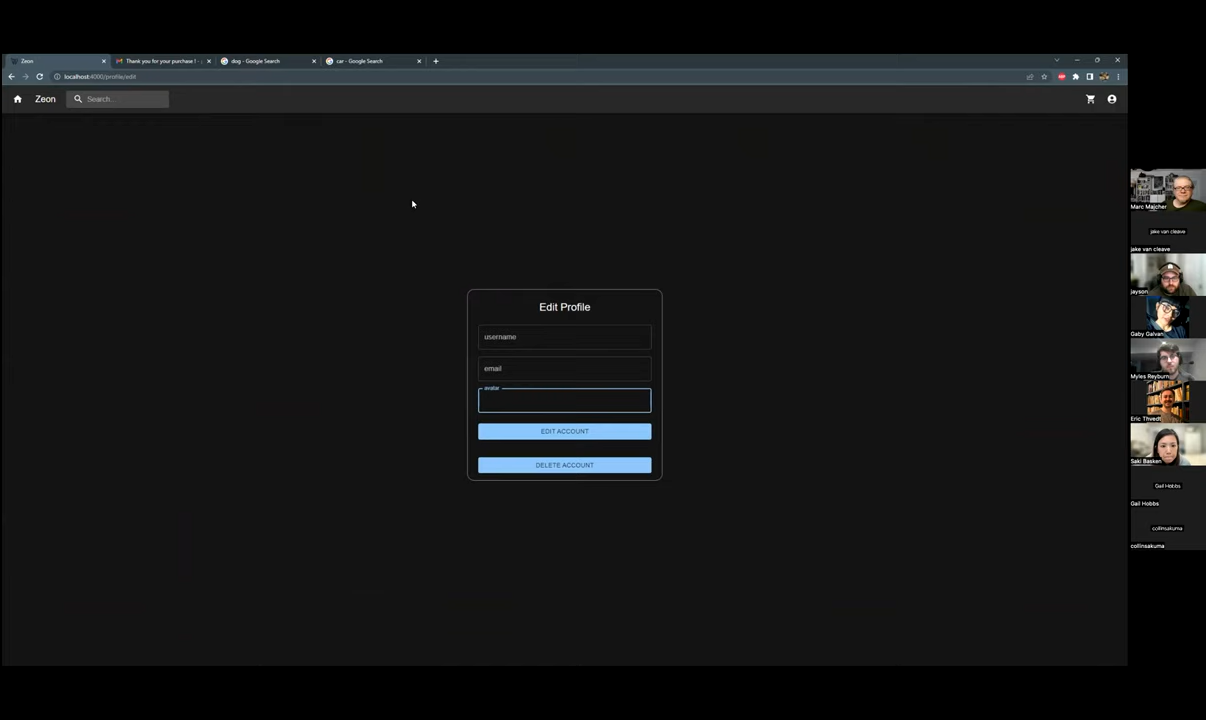 Zeon
Thank you for your purchase ! - j
dog - Google Search
car - Google Search
localhost:4000/profile/edit
Zeon
Search...
Edit Profile
username
email
avatar
EDIT ACCOUNT
DELETE ACCOUNT
Marc Majcher
jake van cleave
jake van cleave
jayson
Gaby Galvan
Myles Reyburn
Eric Thvedt
Saki Basken
Gail Hobbs
Gail Hobbs
collinsakuma
collinsakuma